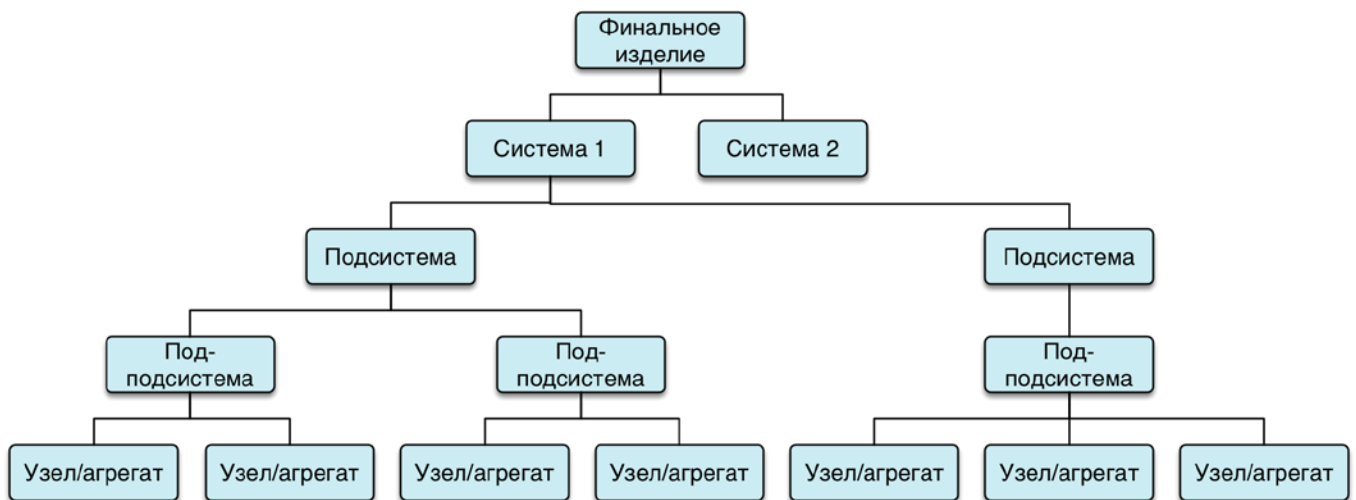 Финальное
изделие
Система 1
Система 2
Подсистема
Подсистема
Под-
подсистема
Под-
подсистема
Под-
подсистема
Узел/агрегат
Узел/агрегат
Узел/агрегат
Узел/агрегат
Узел/агрегат
Узел/агрегат
Узел/агрегат